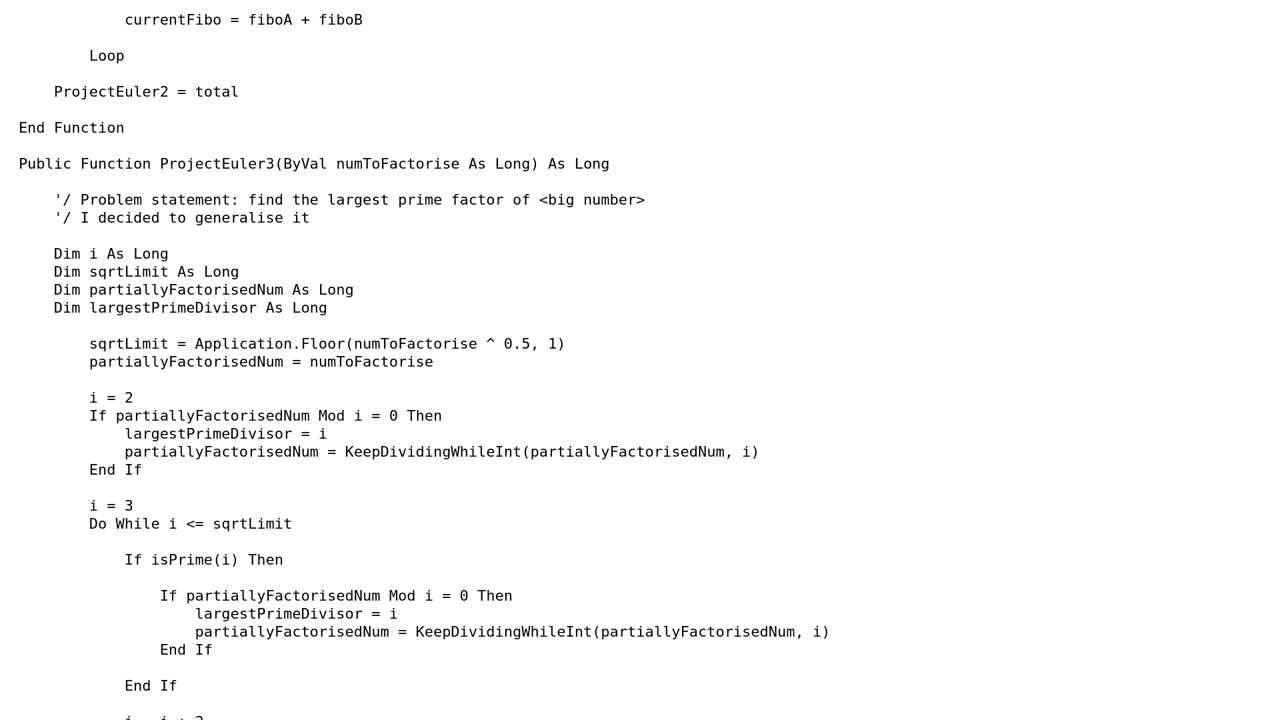 currentFibo = fiboA + fiboB
Loop
ProjectEuler2 = total
End Function
Public Function ProjectEuler3(ByVal numToFactorise As Long) As Long
'/ Problem statement: find the largest prime factor of <big number>
'/ I decided to generalise it
Dim i As Long
Dim sqrtLimit As Long
Dim partiallyFactorisedNum As Long
Dim largestPrimeDivisor As Long
sqrtLimit = Application.Floor(numToFactorise ^ 0.5, 1)
partiallyFactorisedNum = numToFactorise
i = 2
If partiallyFactorisedNum Mod i = 0 Then
largestPrimeDivisor = i
partiallyFactorisedNum = KeepDividingWhileInt(partiallyFactorisedNum, i)
End If
i = 3
Do While i <= sqrtLimit
If isPrime(i) Then
If partiallyFactorisedNum Mod i = 0 Then
largestPrimeDivisor = i
partiallyFactorisedNum = KeepDividingWhileInt(partiallyFactorisedNum, i)
End If
End If